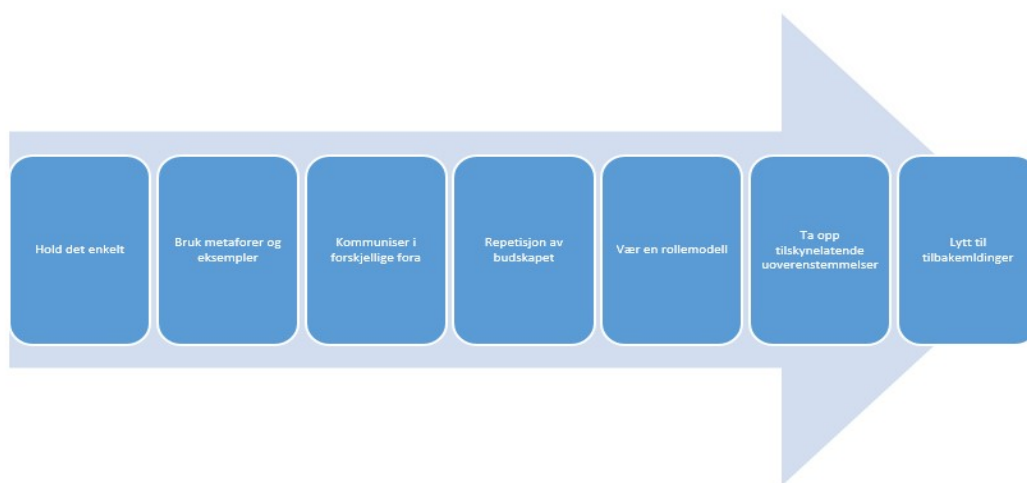 Hold det enkelt
Bruk metaforer og
eksempler
Kommuniser i
forskjellige fora
Repetisjon av
budskapet
Vær en rollemodell
Ta opp
tilskynelatende
uoverenstemmelser
Lytt til
tilbakemldinger